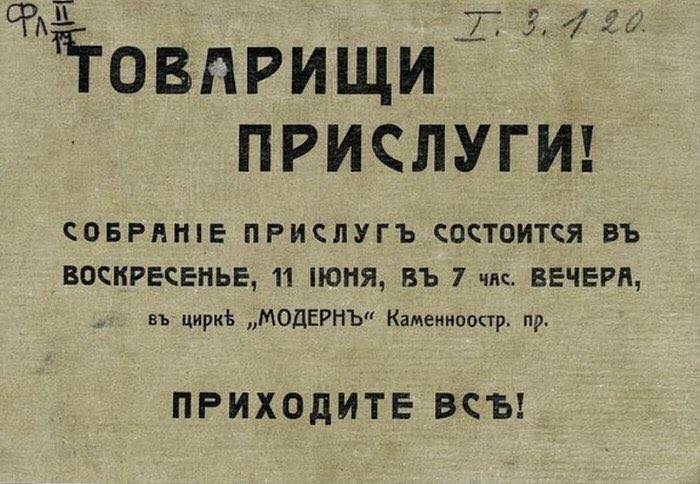 Фл II/17
I. 3. 1 20.
ТОВАРИЩИ
ПРИСЛУГИ!
СОБРАНІЕ ПРИСЛУГЪ СОСТОИТСЯ ВЪ
ВОСКРЕСЕНЬЕ, 11 ІЮНЯ, ВЪ 7 час. ВЕЧЕРА,
въ циркѣ „МОДЕРНЪ“ Каменноостр. пр.
ПРИХОДИТЕ ВСѢ!